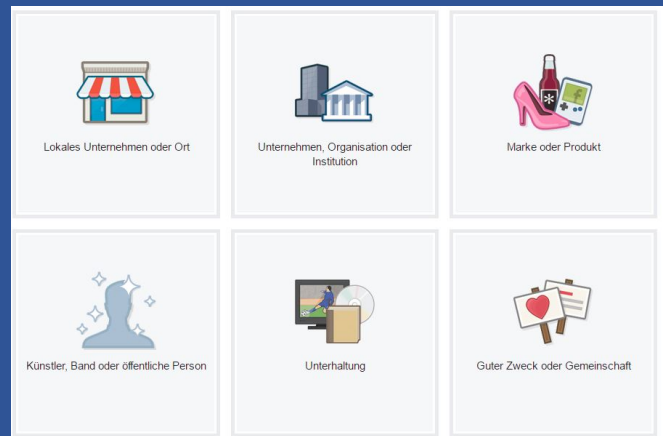 Lokales Unternehmen oder Ort
Unternehmen, Organisation oder
Institution
Marke oder Produkt
Künstler, Band oder öffentliche Person
Unterhaltung
Guter Zweck oder Gemeinschaft